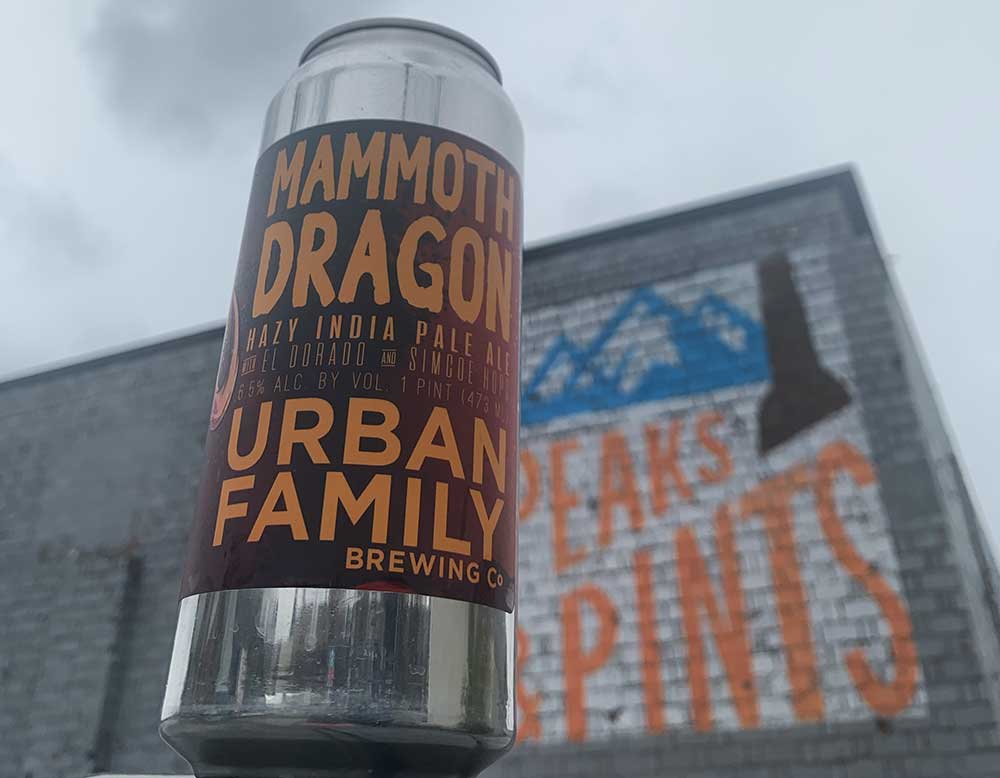 MAMMOTH
DRAGON
HAZY INDIA PALE ALE
WITH EL DORADO AND SIMCOE HOPS
6.5% ALC. BY VOL. 1 PINT (473 M
URBAN
FAMILY
BREWING Co
PEAKS
& PINTS